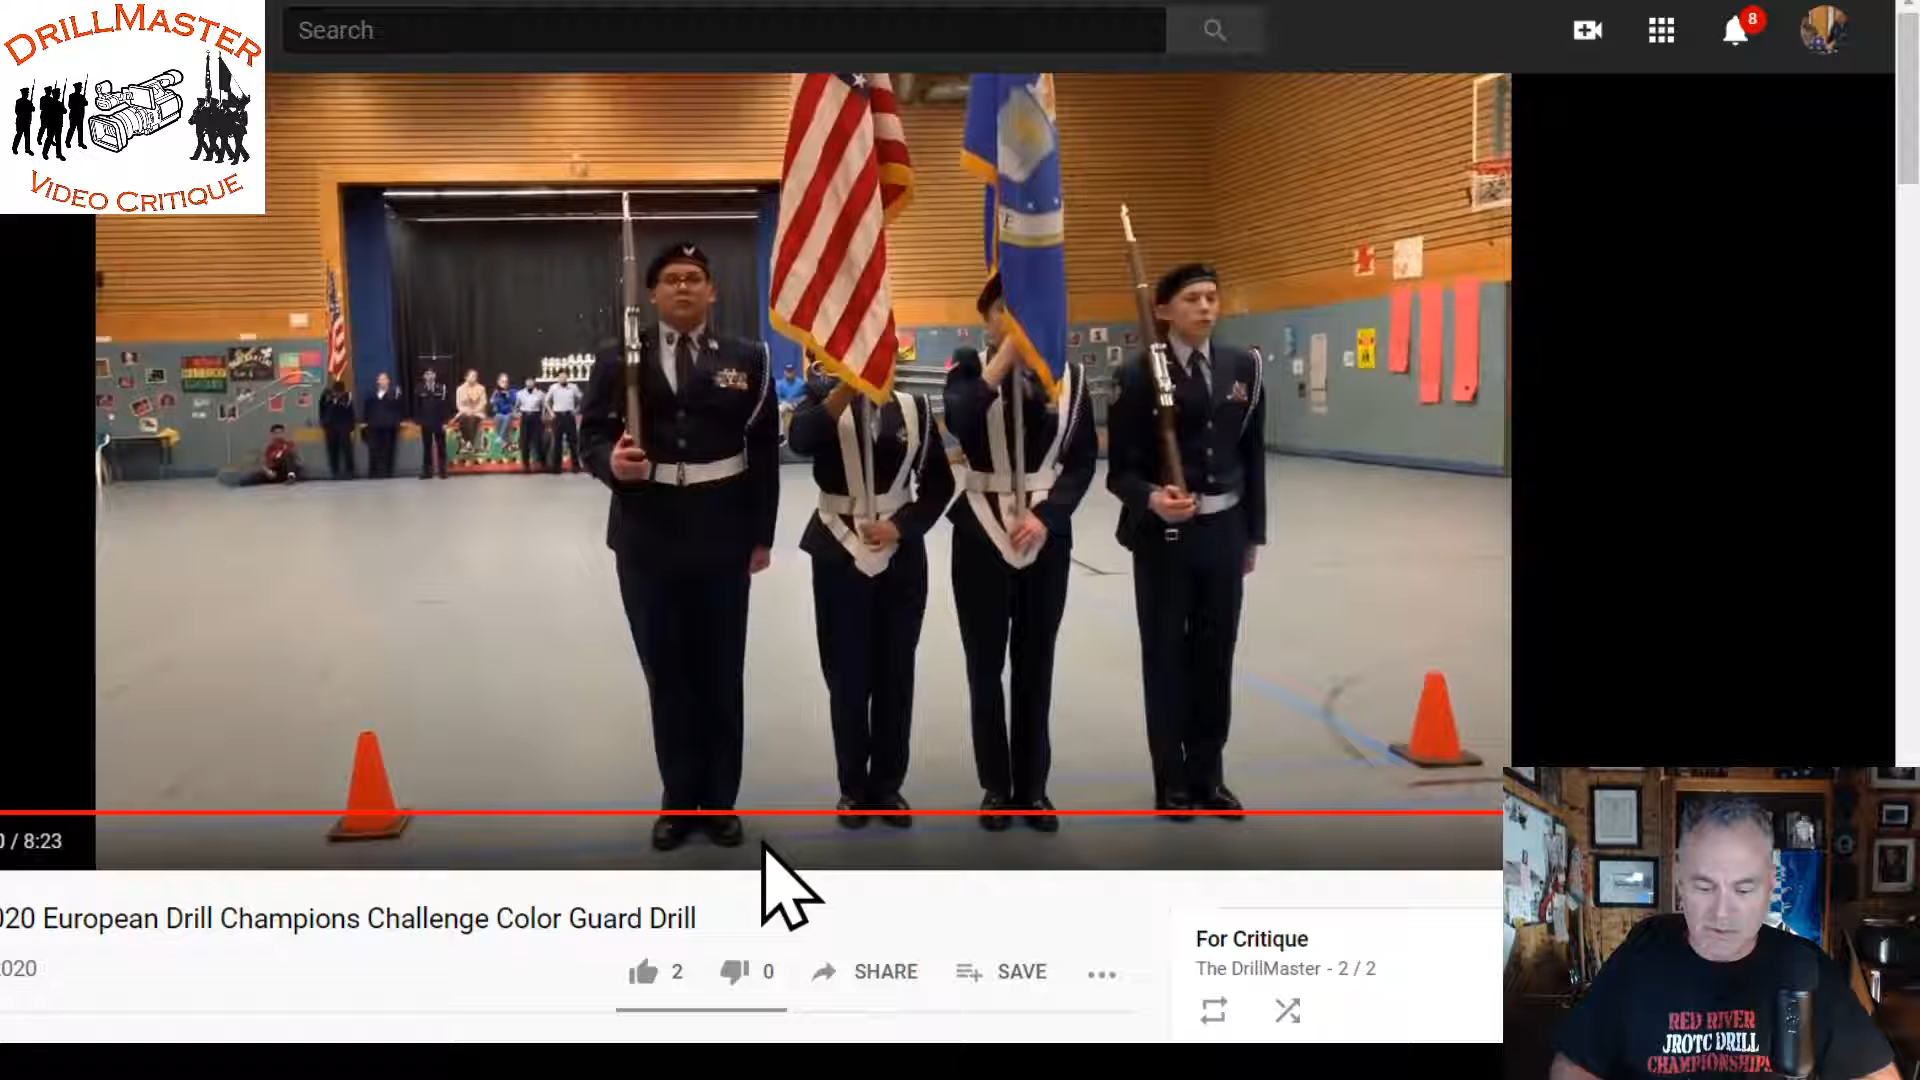 DRILLMASTER
VIDEO CRITIQUE
Search
8
0 / 8:23
020 European Drill Champions Challenge Color Guard Drill
2020
2
0
SHARE
SAVE
For Critique
The DrillMaster - 2 / 2
RED RIVER
JROTC DRILL
CHAMPIONSHIPS